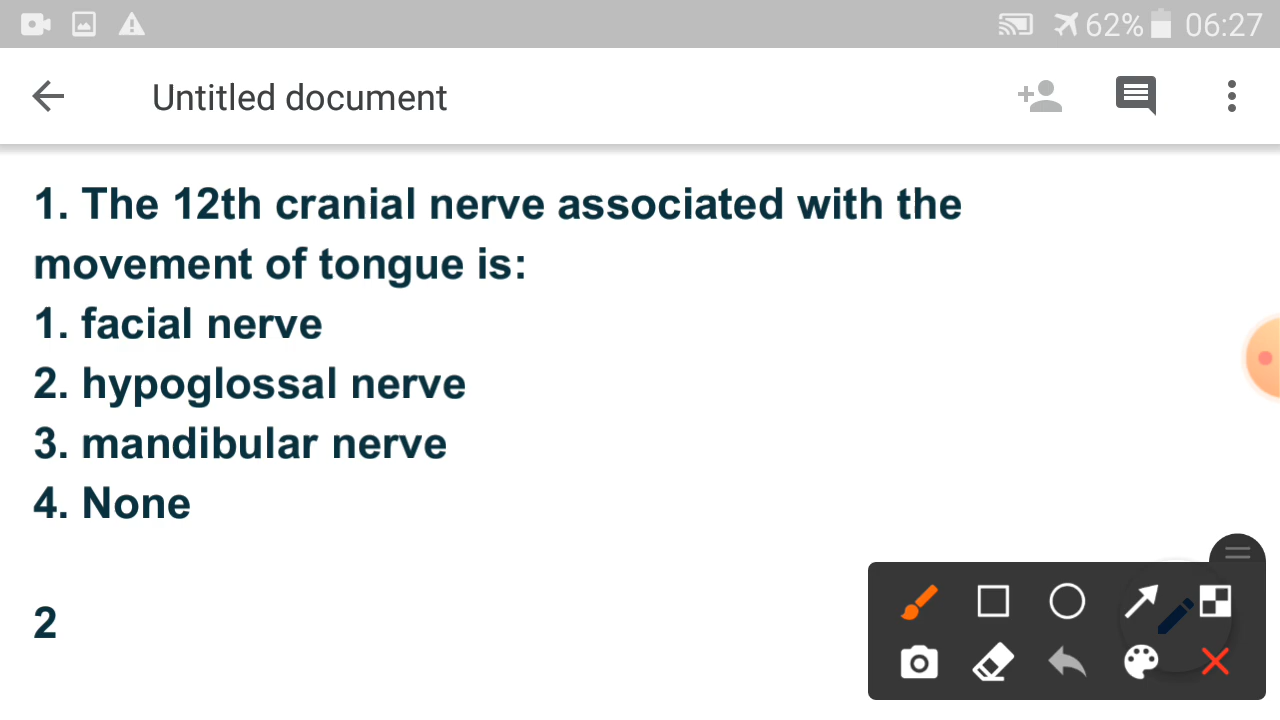 62% 06:27
Untitled document
1. The 12th cranial nerve associated with the
movement of tongue is:
1. facial nerve
2. hypoglossal nerve
3. mandibular nerve
4. None
2